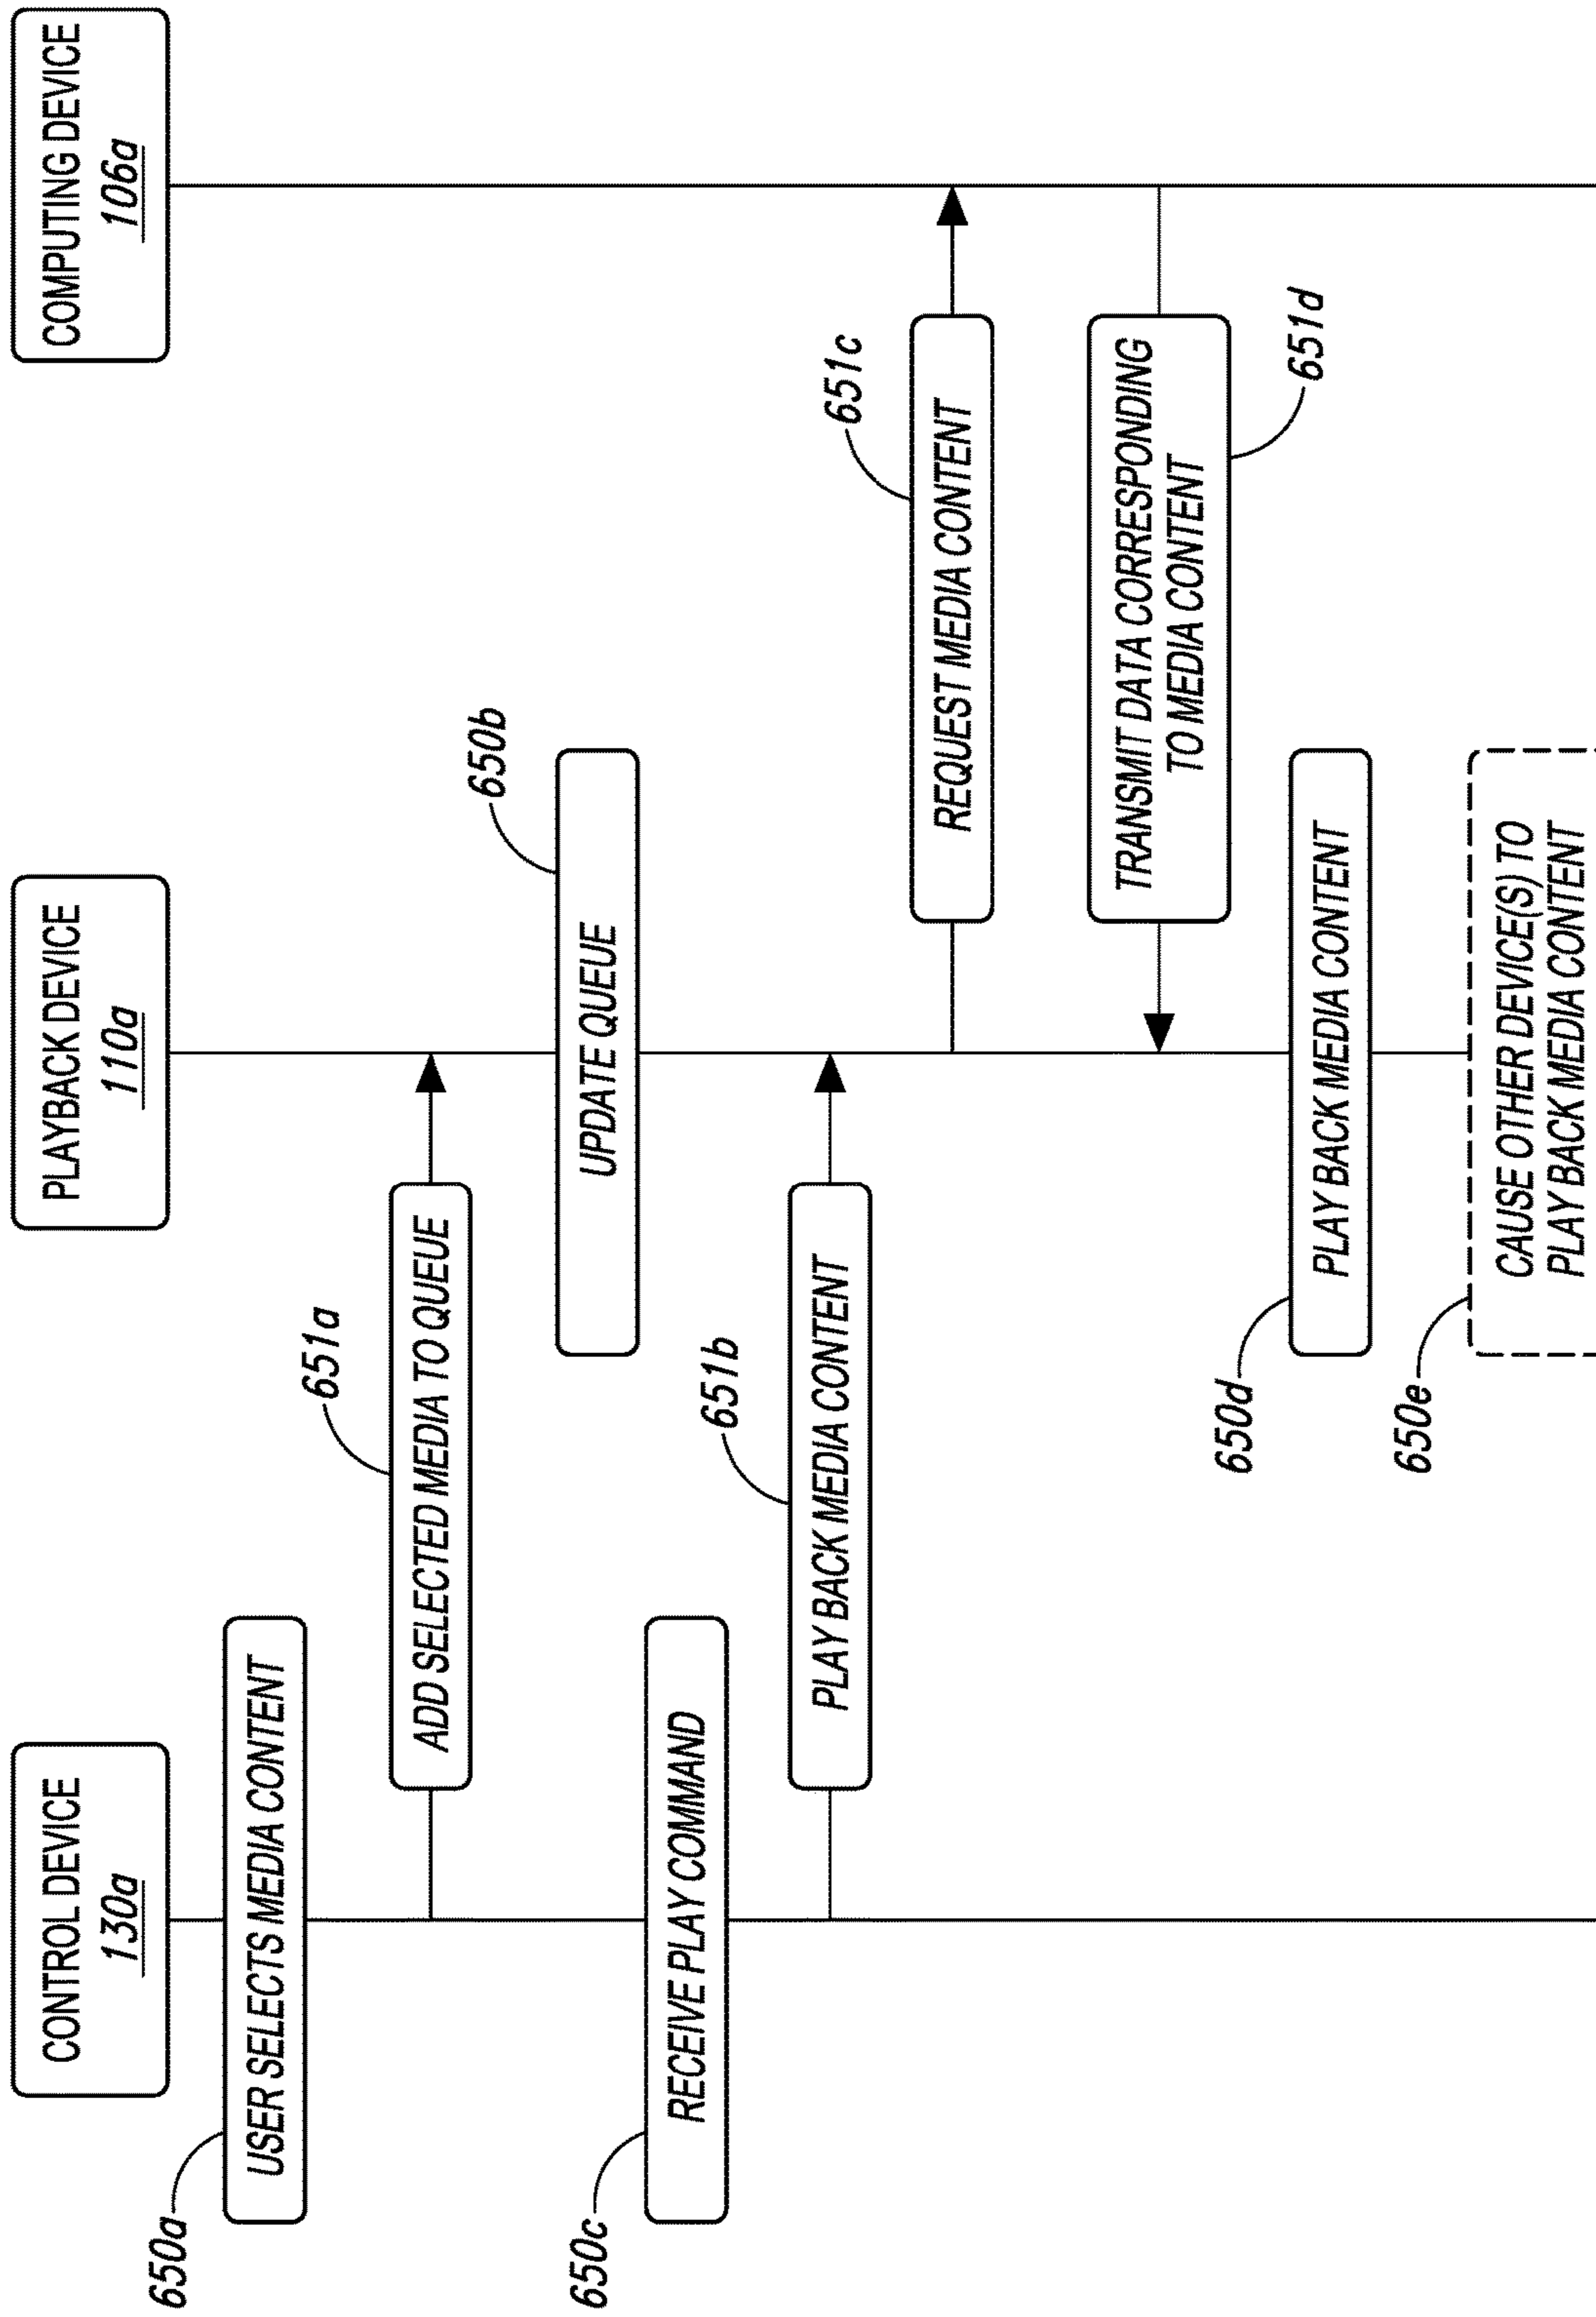 CONTROL DEVICE
130a
PLAYBACK DEVICE
110a
COMPUTING DEVICE
106a
650a
USER SELECTS MEDIA CONTENT
651a
ADD SELECTED MEDIA TO QUEUE
650b
UPDATE QUEUE
650c
RECEIVE PLAY COMMAND
651b
PLAY BACK MEDIA CONTENT
651c
REQUEST MEDIA CONTENT
TRANSMIT DATA CORRESPONDING
TO MEDIA CONTENT
651d
650d
PLAY BACK MEDIA CONTENT
650e
CAUSE OTHER DEVICE(S) TO
PLAY BACK MEDIA CONTENT